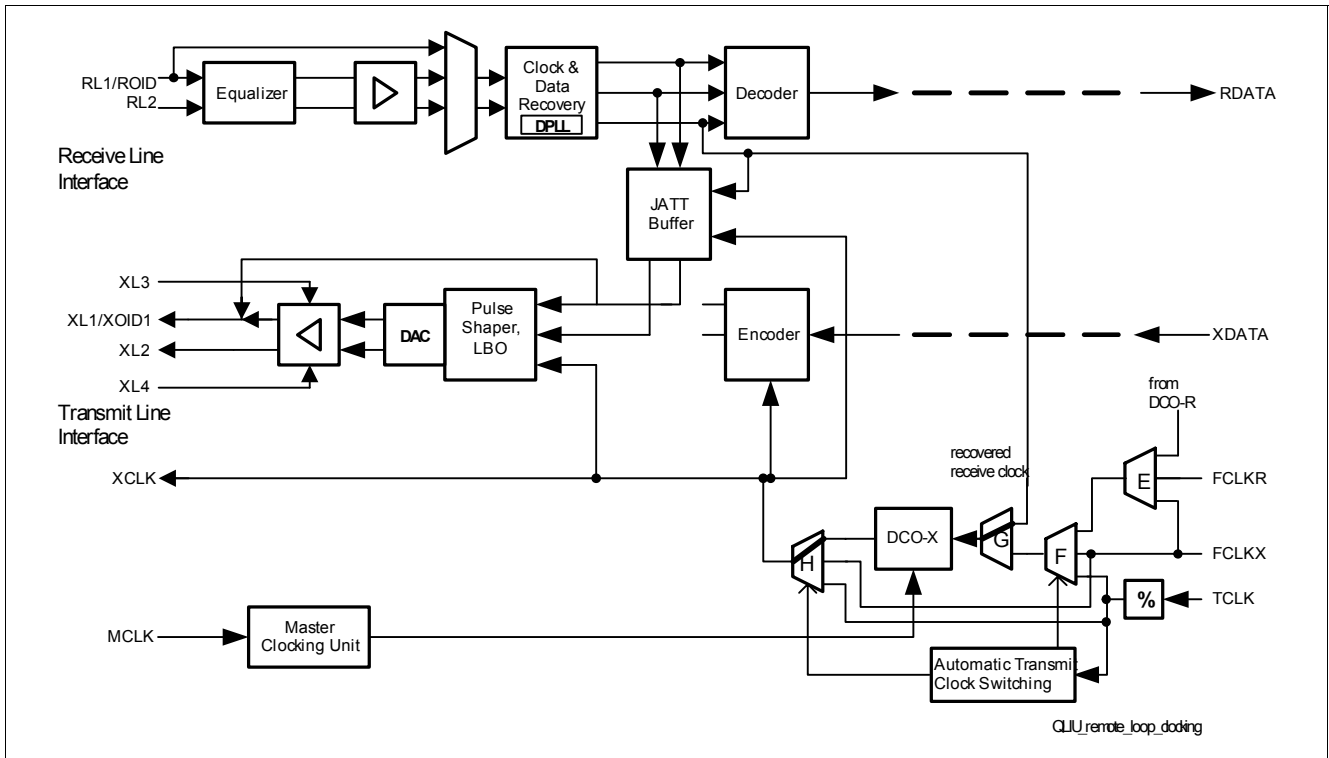 RL1/ROID
RL2
Equalizer
Clock &
Data
Recovery
DPLL
Decoder
RDATA
Receive Line
Interface
JATT
Buffer
XL3
XL1/XOID1
XL2
XL4
DAC
Pulse
Shaper,
LBO
Encoder
XDATA
Transmit Line
Interface
from
DCO-R
XCLK
recovered
receive clock
E
FCLKR
DCO-X
G
F
H
FCLKX
%
TCLK
MCLK
Master
Clocking Unit
Automatic Transmit
Clock Switching
QLIU_remote_loop_clocking